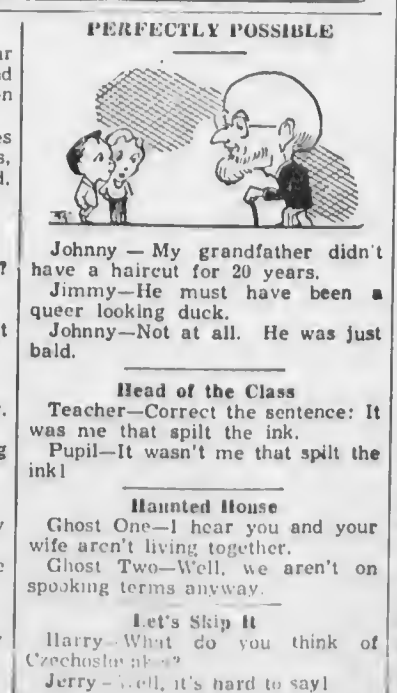 PERFECTLY POSSIBLE
Johnny — My grandfather didn't
have a haircut for 20 years.
Jimmy—He must have been a
queer looking duck.
Johnny—Not at all. He was just
bald.
Head of the Class
Teacher—Correct the sentence: It
was me that spilt the ink.
Pupil—It wasn't me that spilt the
ink!
Haunted House
Ghost One—I hear you and your
wife aren't living together.
Ghost Two—Well, we aren't on
spooking terms anyway.
Let's Skip It
Harry—What do you think of
Jerry—Well, it's hard to say!